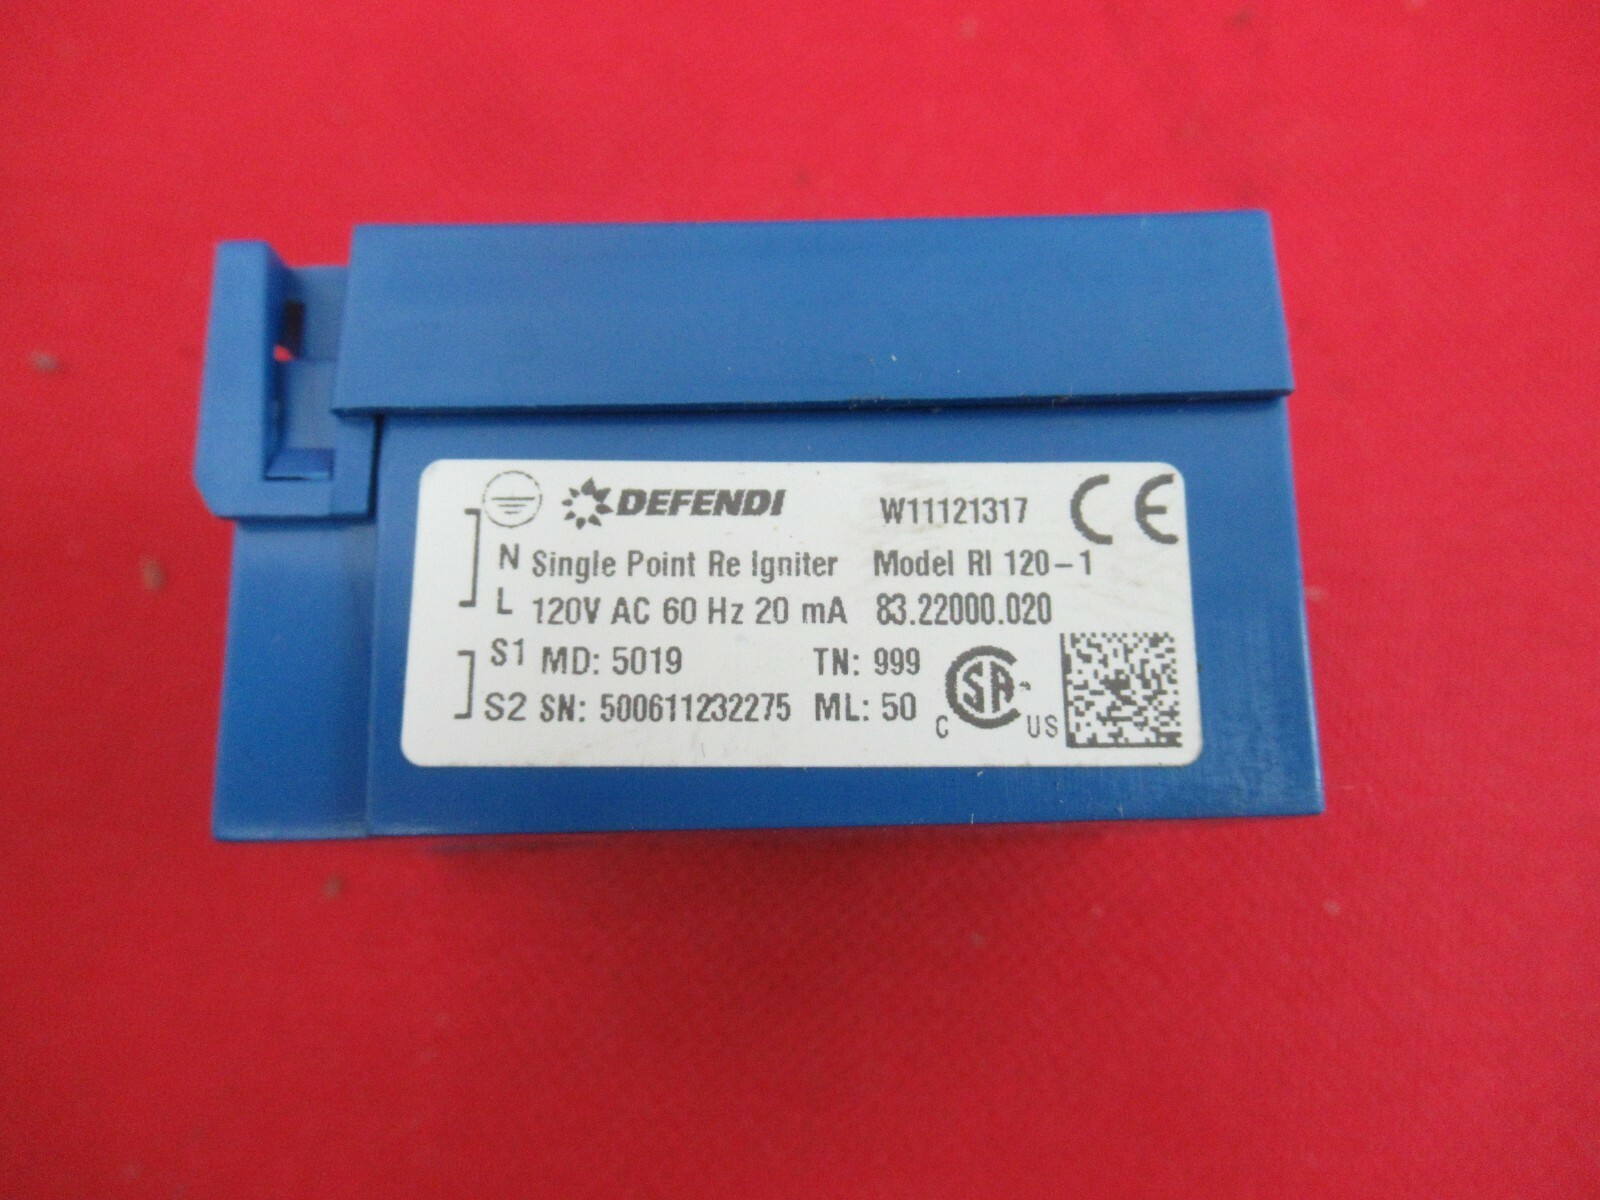 DEFENDI W11121317 CE
N Single Point Re Igniter Model RI 120-1
L 120V AC 60 Hz 20 mA 83.22000.020
S1 MD: 5019 TN: 999
S2 SN: 500611232275 ML: 50
C SA US